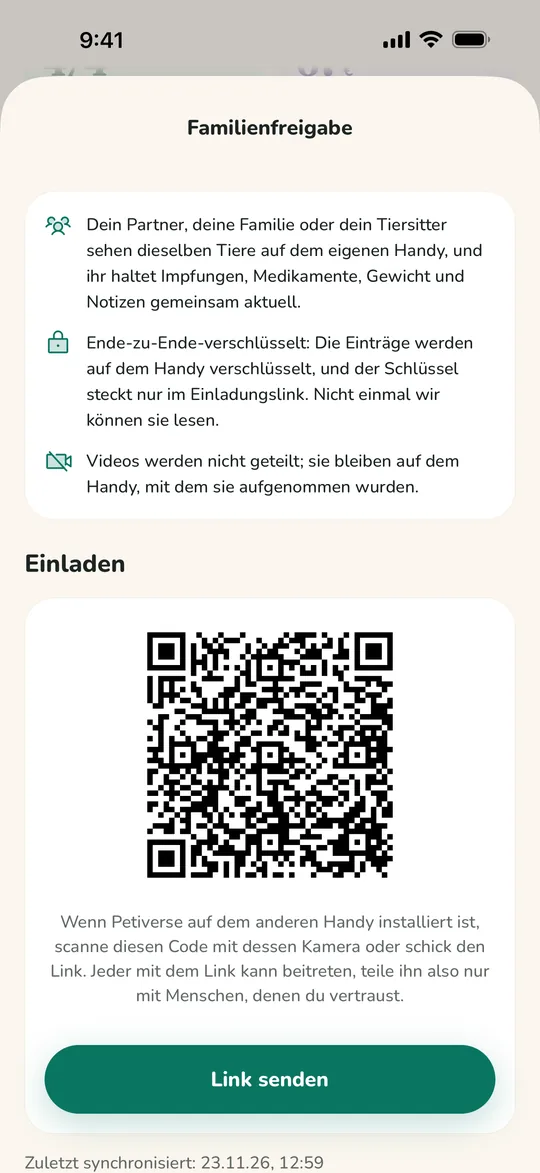 9:41
Familienfreigabe
Dein Partner, deine Familie oder dein Tiersitter
sehen dieselben Tiere auf dem eigenen Handy, und
ihr haltet Impfungen, Medikamente, Gewicht und
Notizen gemeinsam aktuell.
Ende-zu-Ende-verschlüsselt: Die Einträge werden
auf dem Handy verschlüsselt, und der Schlüssel
steckt nur im Einladungslink. Nicht einmal wir
können sie lesen.
Videos werden nicht geteilt; sie bleiben auf dem
Handy, mit dem sie aufgenommen wurden.
Einladen
Wenn Petiverse auf dem anderen Handy installiert ist,
scanne diesen Code mit dessen Kamera oder schick den
Link. Jeder mit dem Link kann beitreten, teile ihn also nur
mit Menschen, denen du vertraust.
Link senden
Zuletzt synchronisiert: 23.11.26, 12:59